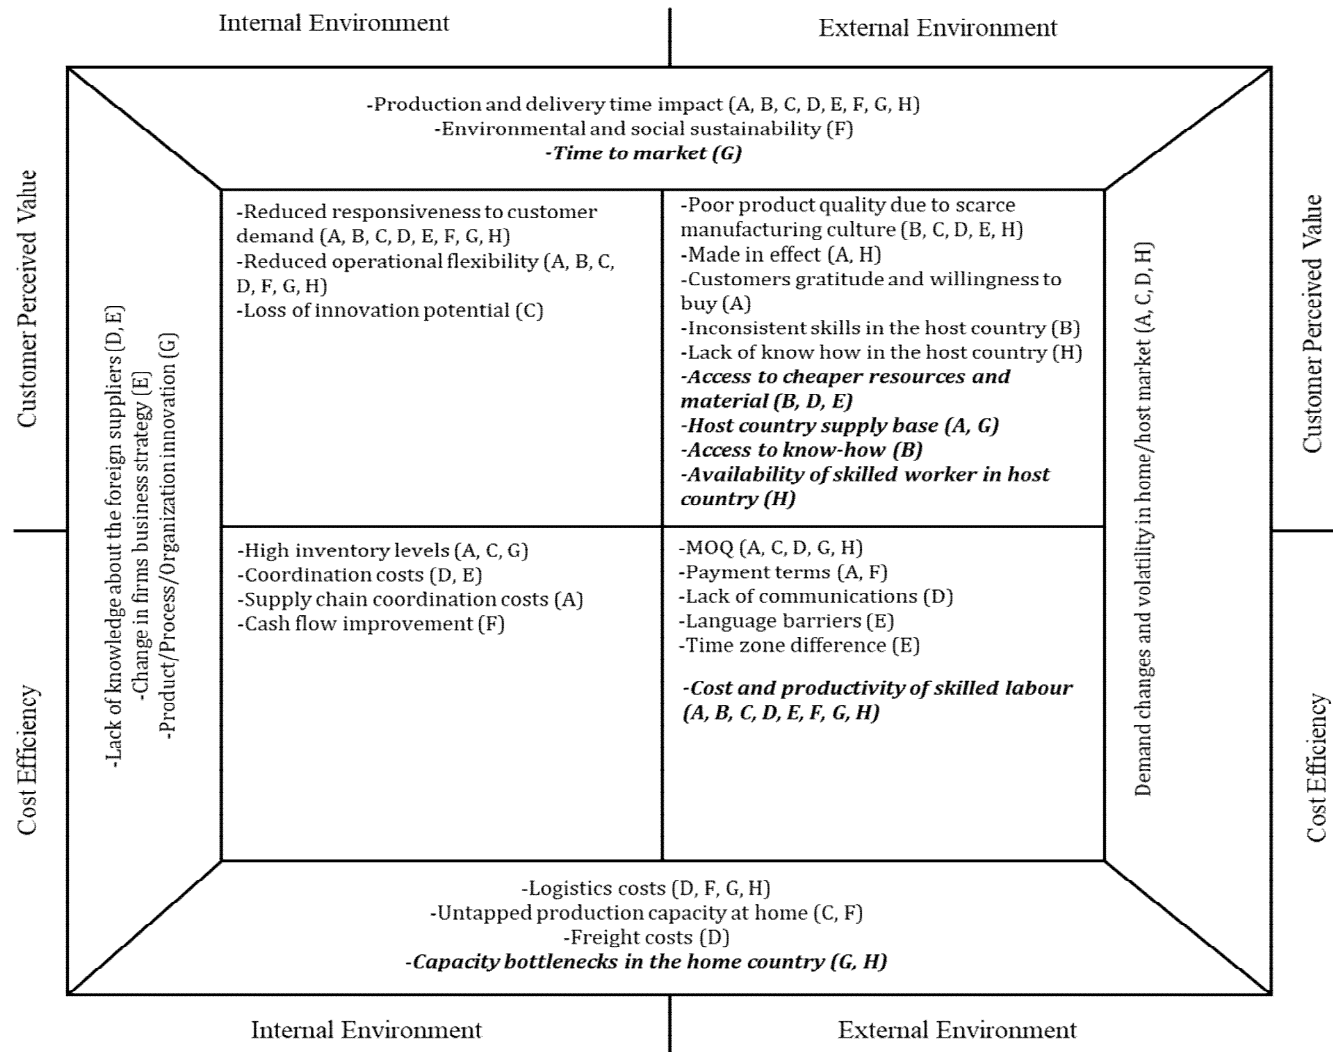 Internal Environment
External Environment
-Production and delivery time impact (A, B, C, D, E, F, G, H)
-Environmental and social sustainability (F)
-Time to market (G)
Customer Perceived Value
Cost Efficiency
-Lack of knowledge about the foreign suppliers (D, E)
-Change in firms business strategy (E)
-Product/Process/Organization innovation (G)
-Reduced responsiveness to customer
demand (A, B, C, D, E, F, G, H)
-Reduced operational flexibility (A, B, C,
D, F, G, H)
-Loss of innovation potential (C)
-Poor product quality due to scarce
manufacturing culture (B, C, D, E, H)
-Made in effect (A, H)
-Customers gratitude and willingness to
buy (A)
-Inconsistent skills in the host country (B)
-Lack of know how in the host country (H)
-Access to cheaper resources and
material (B, D, E)
-Host country supply base (A, G)
-Access to know-how (B)
-Availability of skilled worker in host
country (H)
-High inventory levels (A, C, G)
-Coordination costs (D, E)
-Supply chain coordination costs (A)
-Cash flow improvement (F)
-MOQ (A, C, D, G, H)
-Payment terms (A, F)
-Lack of communications (D)
-Language barriers (E)
-Time zone difference (E)
-Cost and productivity of skilled labour
(A, B, C, D, E, F, G, H)
Demand changes and volatility in home/host market (A, C, D, H)
Customer Perceived Value
Cost Efficiency
-Logistics costs (D, F, G, H)
-Untapped production capacity at home (C, F)
-Freight costs (D)
-Capacity bottlenecks in the home country (G, H)
Internal Environment
External Environment